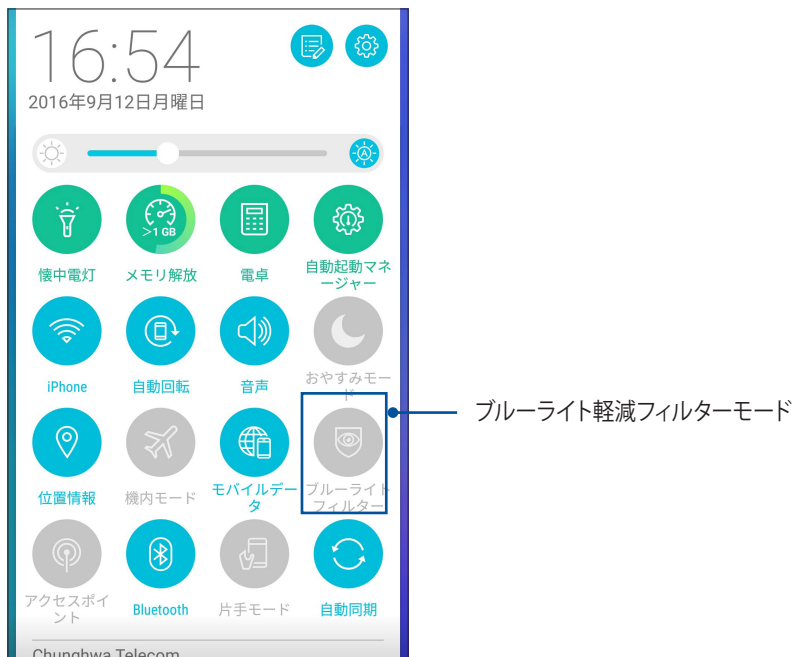 16:54
2016年9月12日月曜日
A
>1 GB
懐中電灯
メモリ解放
電卓
自動起動マネ
ージャー
iPhone
自動回転
音声
おやすみモー
ド
ブルーライト軽減フィルターモード
位置情報
機内モード
モバイルデー
タ
ブルーライト
フィルター
アクセスポイ
ント
Bluetooth
片手モード
自動同期
Chunghwa Telecom